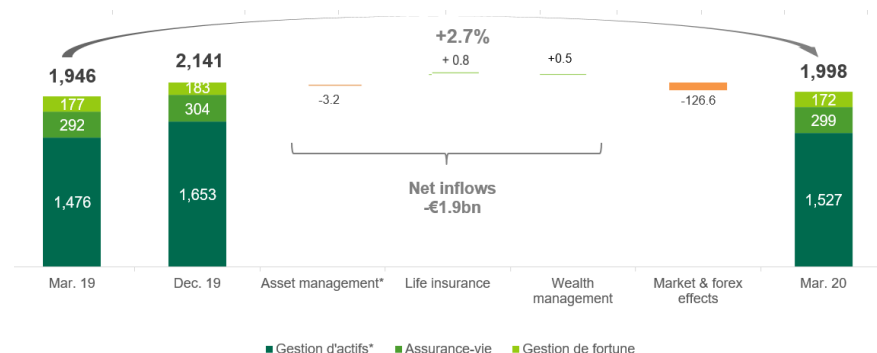 +2.7%
1,946
2,141
+ 0.8
+0.5
1,998
177
183
-3.2
-126.6
172
292
304
299
1,476
1,653
1,527
Net inflows
-€1.9bn
Mar. 19
Dec. 19
Asset management*
Life insurance
Wealth
management
Market & forex
effects
Mar. 20
Gestion d'actifs*
Assurance-vie
Gestion de fortune